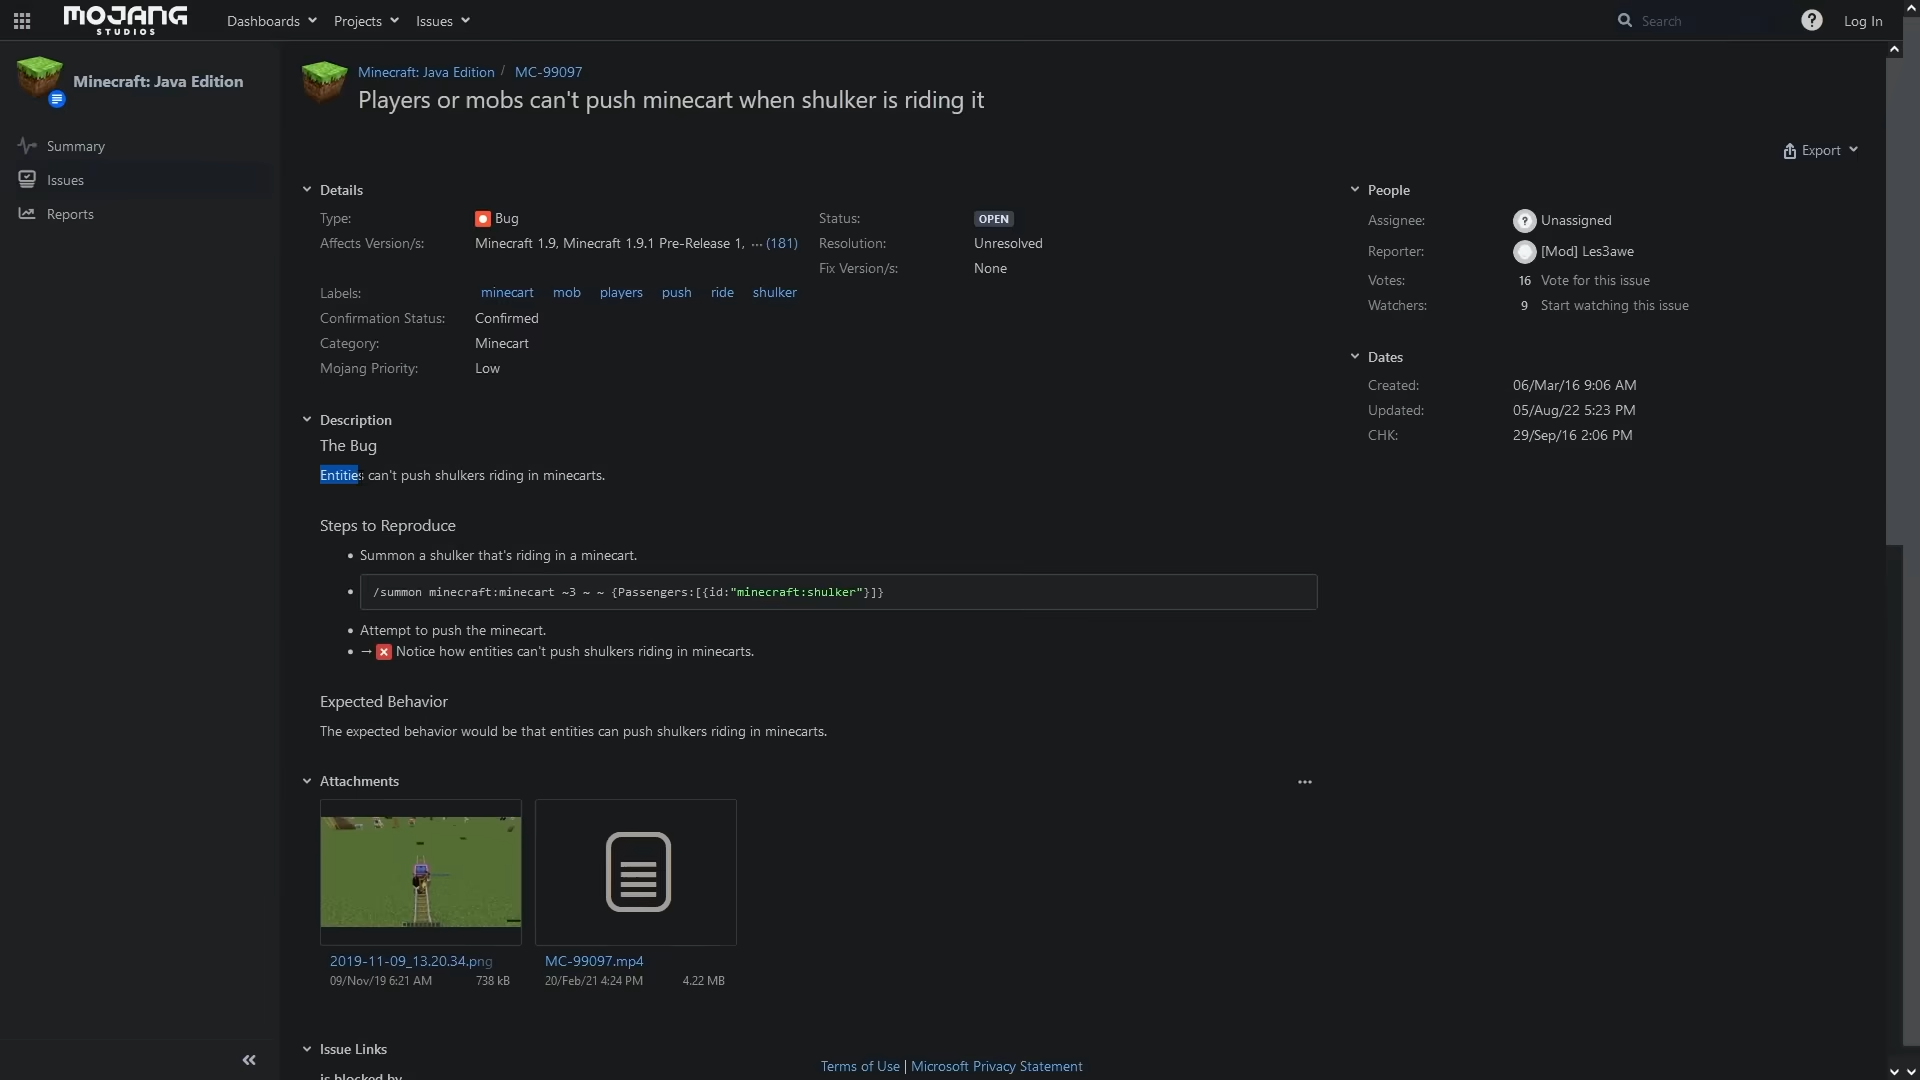 MOJANG
STUDIOS
Dashboards
Projects
Issues
Search
?
Log In
Minecraft: Java Edition
Summary
Issues
Reports
Minecraft: Java Edition / MC-99097
Players or mobs can't push minecart when shulker is riding it
Export
Details
Type: Bug
Status: OPEN
Affects Version/s: Minecraft 1.9, Minecraft 1.9.1 Pre-Release 1, ... (181)
Resolution: Unresolved
Fix Version/s: None
Labels: minecart mob players push ride shulker
Confirmation Status: Confirmed
Category: Minecart
Mojang Priority: Low
People
Assignee: Unassigned
Reporter: [Mod] Les3awe
Votes: 16 Vote for this issue
Watchers: 9 Start watching this issue
Dates
Created: 06/Mar/16 9:06 AM
Updated: 05/Aug/22 5:23 PM
CHK: 29/Sep/16 2:06 PM
Description
The Bug
Entities can't push shulkers riding in minecarts.
Steps to Reproduce
• Summon a shulker that's riding in a minecart.
• /summon minecraft:minecart ~3 ~ ~ {Passengers:[{id:"minecraft:shulker"}]}
• Attempt to push the minecart.
• → ❌ Notice how entities can't push shulkers riding in minecarts.
Expected Behavior
The expected behavior would be that entities can push shulkers riding in minecarts.
Attachments
2019-11-09_13.20.34.png
09/Nov/19 6:21 AM 738 kB
MC-99097.mp4
20/Feb/21 4:24 PM 4.22 MB
Issue Links
is blocked by
Terms of Use | Microsoft Privacy Statement